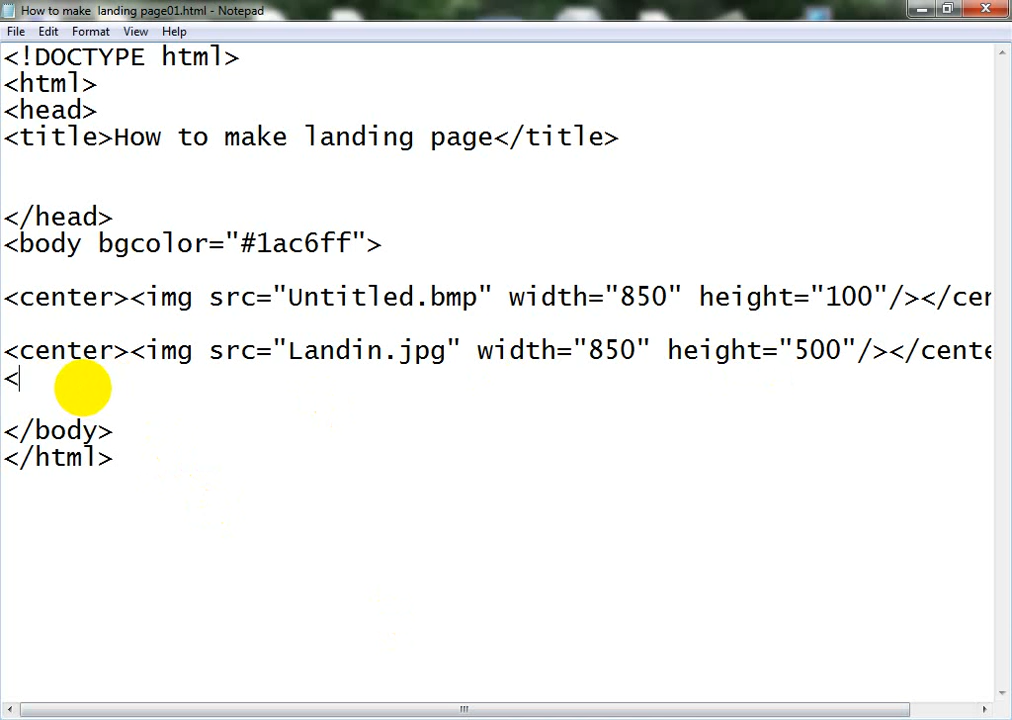 How to make landing page01.html - Notepad
File Edit Format View Help
<!DOCTYPE html>
<html>
<head>
<title>How to make landing page</title>
</head>
<body bgcolor="#1ac6ff">
<center><img src="Untitled.bmp" width="850" height="100"/></cen
<center><img src="Landin.jpg" width="850" height="500"/></cente
<
</body>
</html>